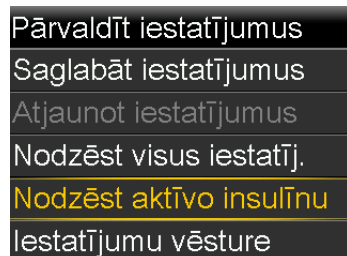 Pārvaldīt iestatījumus
Saglabāt iestatījumus
Atjaunot iestatījumus
Nodzēst visus iestatīj.
Nodzēst aktīvo insulīnu
Iestatījumu vēsture